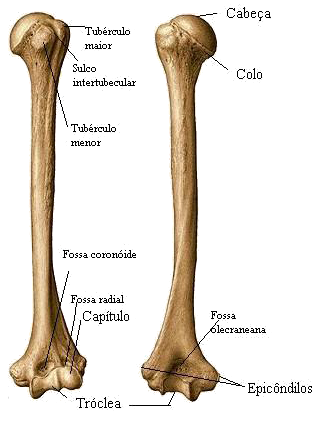 Cabeça
Tubérculo
maior
Sulco
intertubecular
Colo
Tubérculo
menor
Fossa coronóide
Fossa radial
Capítulo
Fossa
olecraneana
Epicôndilos
Tróclea